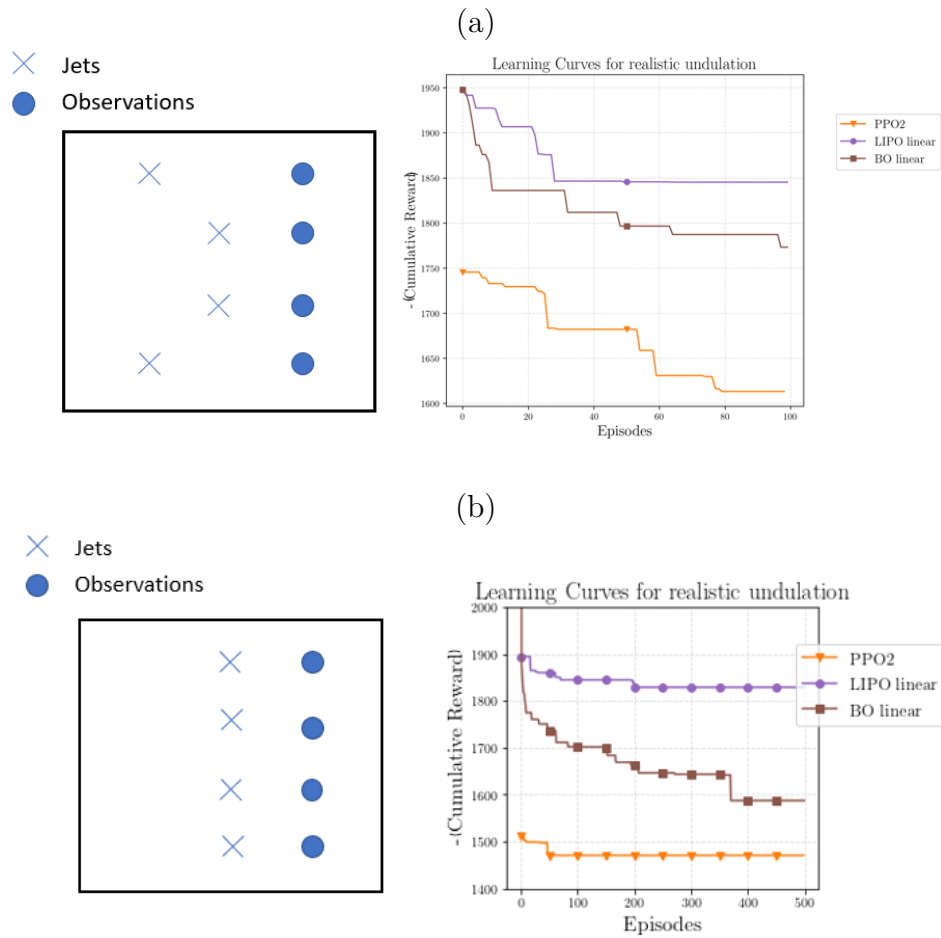 (a)
Jets
Observations
Learning Curves for realistic undulation
1950
1900
1850
1800
1750
1700
1650
1600
-(Cumulative Reward)
0 20 40 60 80 100
Episodes
PPO2
LIPO linear
BO linear
(b)
Jets
Observations
Learning Curves for realistic undulation
2000
1900
1800
1700
1600
1500
1400
-(Cumulative Reward)
0 100 200 300 400 500
Episodes
PPO2
LIPO linear
BO linear